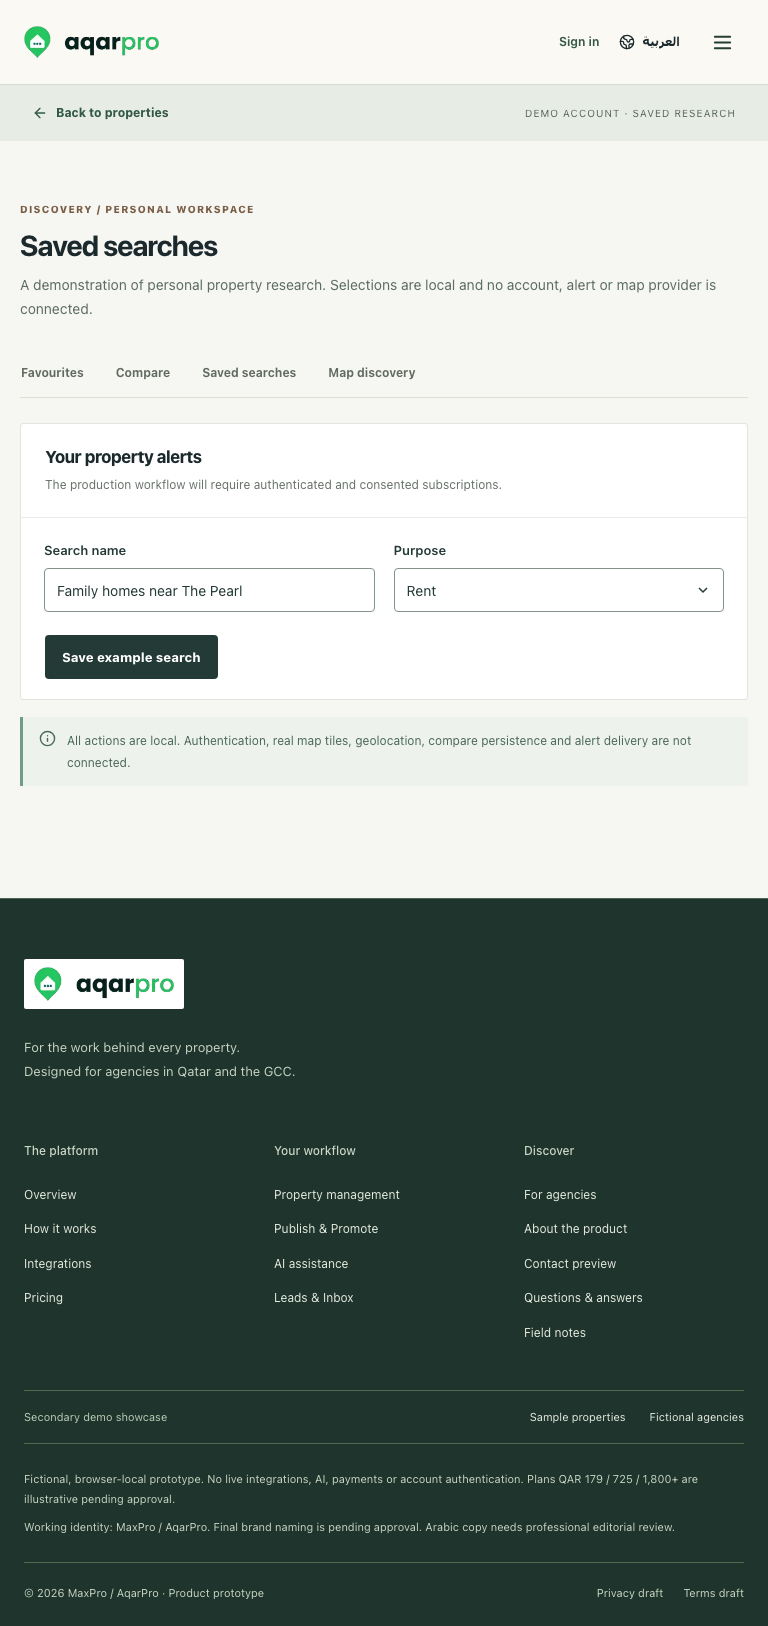 aqarpro
Sign in
العربية
Back to properties
DEMO ACCOUNT · SAVED RESEARCH
DISCOVERY / PERSONAL WORKSPACE
Saved searches
A demonstration of personal property research. Selections are local and no account, alert or map provider is
connected.
Favourites
Compare
Saved searches
Map discovery
Your property alerts
The production workflow will require authenticated and consented subscriptions.
Search name
Purpose
Family homes near The Pearl
Rent
Save example search
All actions are local. Authentication, real map tiles, geolocation, compare persistence and alert delivery are not
connected.
aqarpro
For the work behind every property.
Designed for agencies in Qatar and the GCC.
The platform
Overview
How it works
Integrations
Pricing
Your workflow
Property management
Publish & Promote
AI assistance
Leads & Inbox
Discover
For agencies
About the product
Contact preview
Questions & answers
Field notes
Secondary demo showcase
Sample properties
Fictional agencies
Fictional, browser-local prototype. No live integrations, AI, payments or account authentication. Plans QAR 179 / 725 / 1,800+ are
illustrative pending approval.
Working identity: MaxPro / AqarPro. Final brand naming is pending approval. Arabic copy needs professional editorial review.
© 2026 MaxPro / AqarPro · Product prototype
Privacy draft
Terms draft